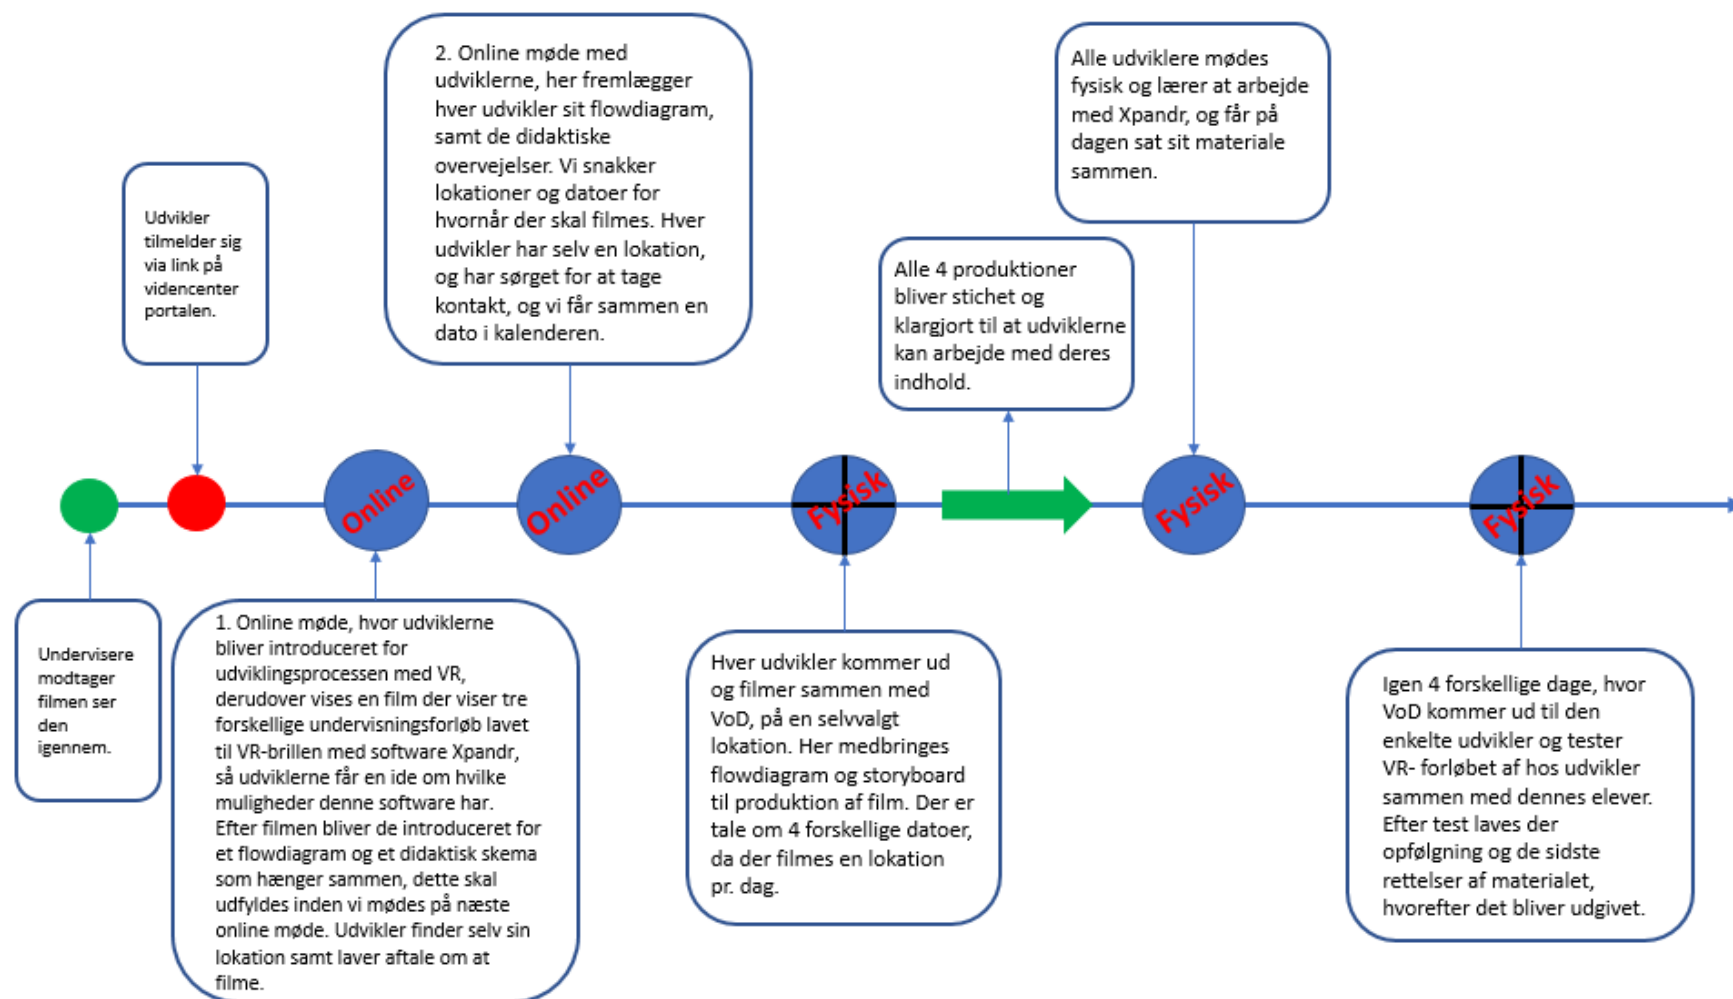 2. Online møde med
udviklerne, her fremlægger
hver udvikler sit flowdiagram,
samt de didaktiske
overvejelser. Vi snakker
lokationer og datoer for
hvornår der skal filmes. Hver
udvikler har selv en lokation,
og har sørget for at tage
kontakt, og vi får sammen en
dato i kalenderen.
Alle udviklere mødes
fysisk og lærer at arbejde
med Xpandr, og får på
dagen sat sit materiale
sammen.
Udvikler
tilmelder sig
via link på
videncenter
portalen.
Alle 4 produktioner
bliver stichet og
klargjort til at udviklerne
kan arbejde med deres
indhold.
Online
Online
Fysisk
Fysisk
Fysisk
Undervisere
modtager
filmen ser
den
igennem.
1. Online møde, hvor udviklerne
bliver introduceret for
udviklingsprocessen med VR,
derudover vises en film der viser tre
forskellige undervisningsforløb lavet
til VR-brillen med software Xpandr,
så udviklerne får en ide om hvilke
muligheder denne software har.
Efter filmen bliver de introduceret for
et flowdiagram og et didaktisk skema
som hænger sammen, dette skal
udfyldes inden vi mødes på næste
online møde. Udvikler finder selv sin
lokation samt laver aftale om at
filme.
Hver udvikler kommer ud
og filmer sammen med
VoD, på en selvvalgt
lokation. Her medbringes
flowdiagram og storyboard
til produktion af film. Der er
tale om 4 forskellige datoer,
da der filmes en lokation
pr. dag.
Igen 4 forskellige dage, hvor
VoD kommer ud til den
enkelte udvikler og tester
VR- forløbet af hos udvikler
sammen med dennes elever.
Efter test laves der
opfølgning og de sidste
rettelser af materialet,
hvorefter det bliver udgivet.